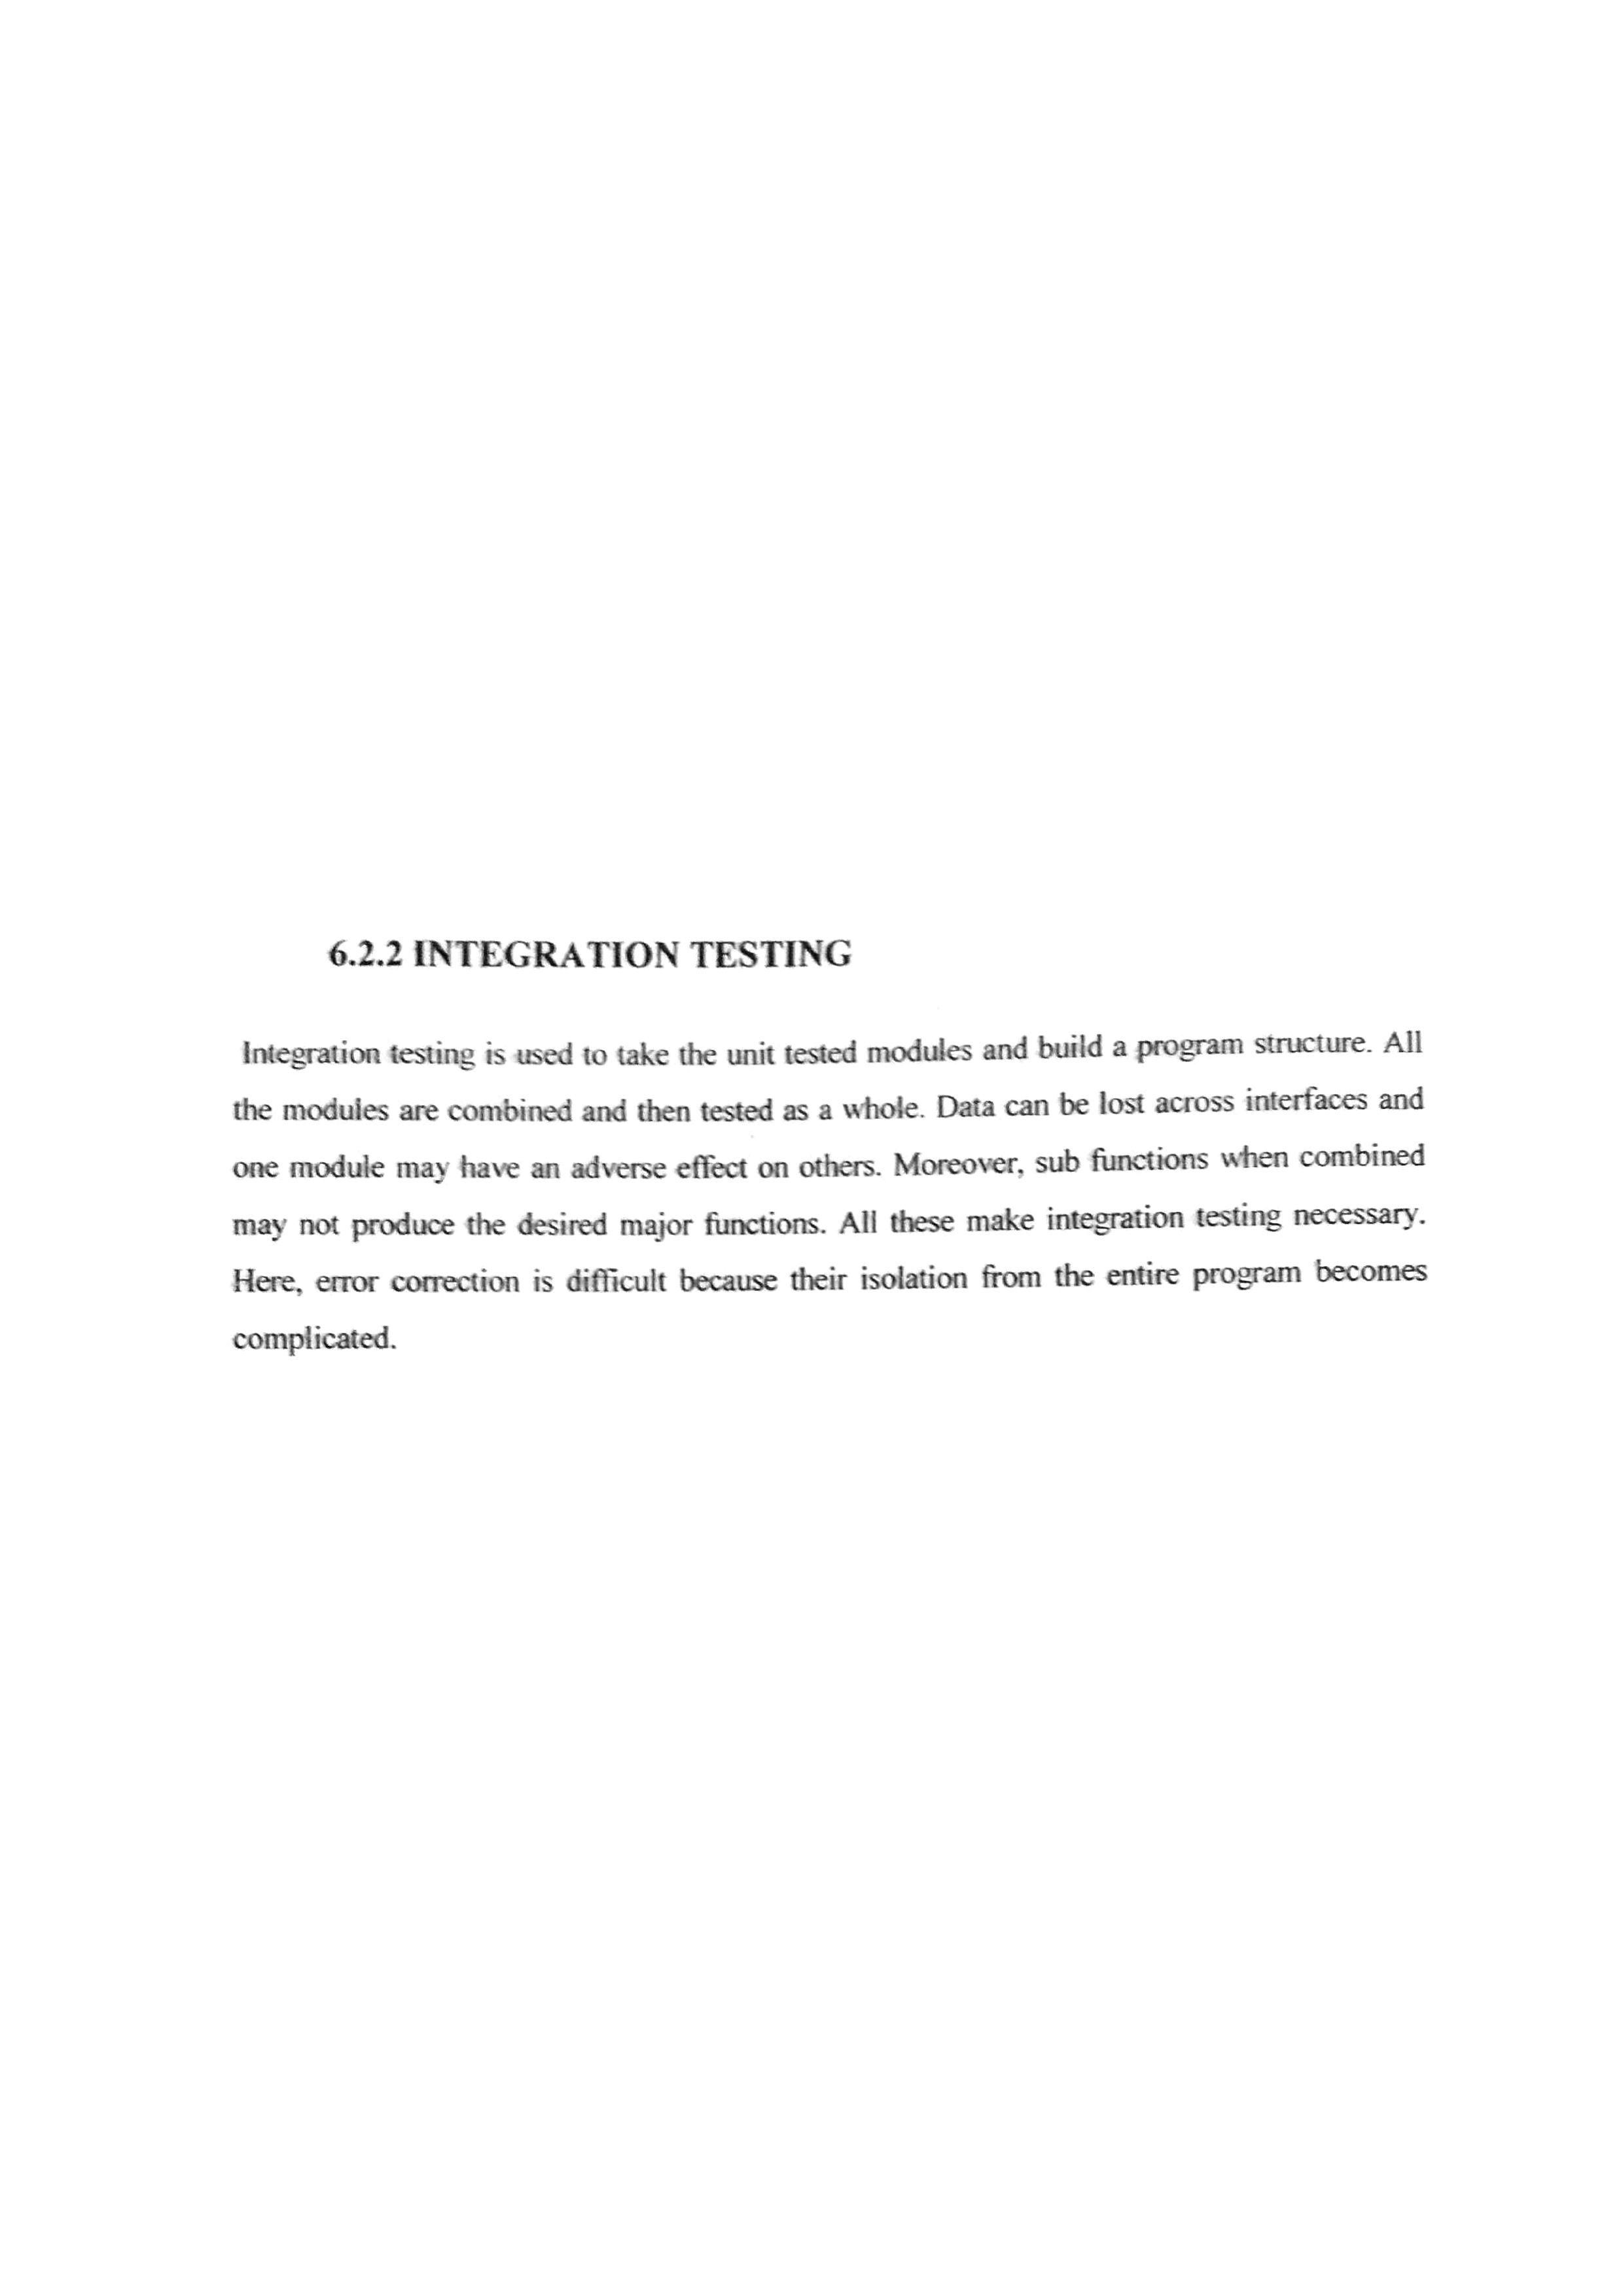 6.2.2 INTEGRATION TESTING
Integration testing is used to take the unit tested modules and build a program structure. All
the modules are combined and then tested as a whole. Data can be lost across interfaces and
one module may have an adverse effect on others. Moreover, sub functions when combined
may not produce the desired major functions. All these make integration testing necessary.
Here, error correction is difficult because their isolation from the entire program becomes
complicated.